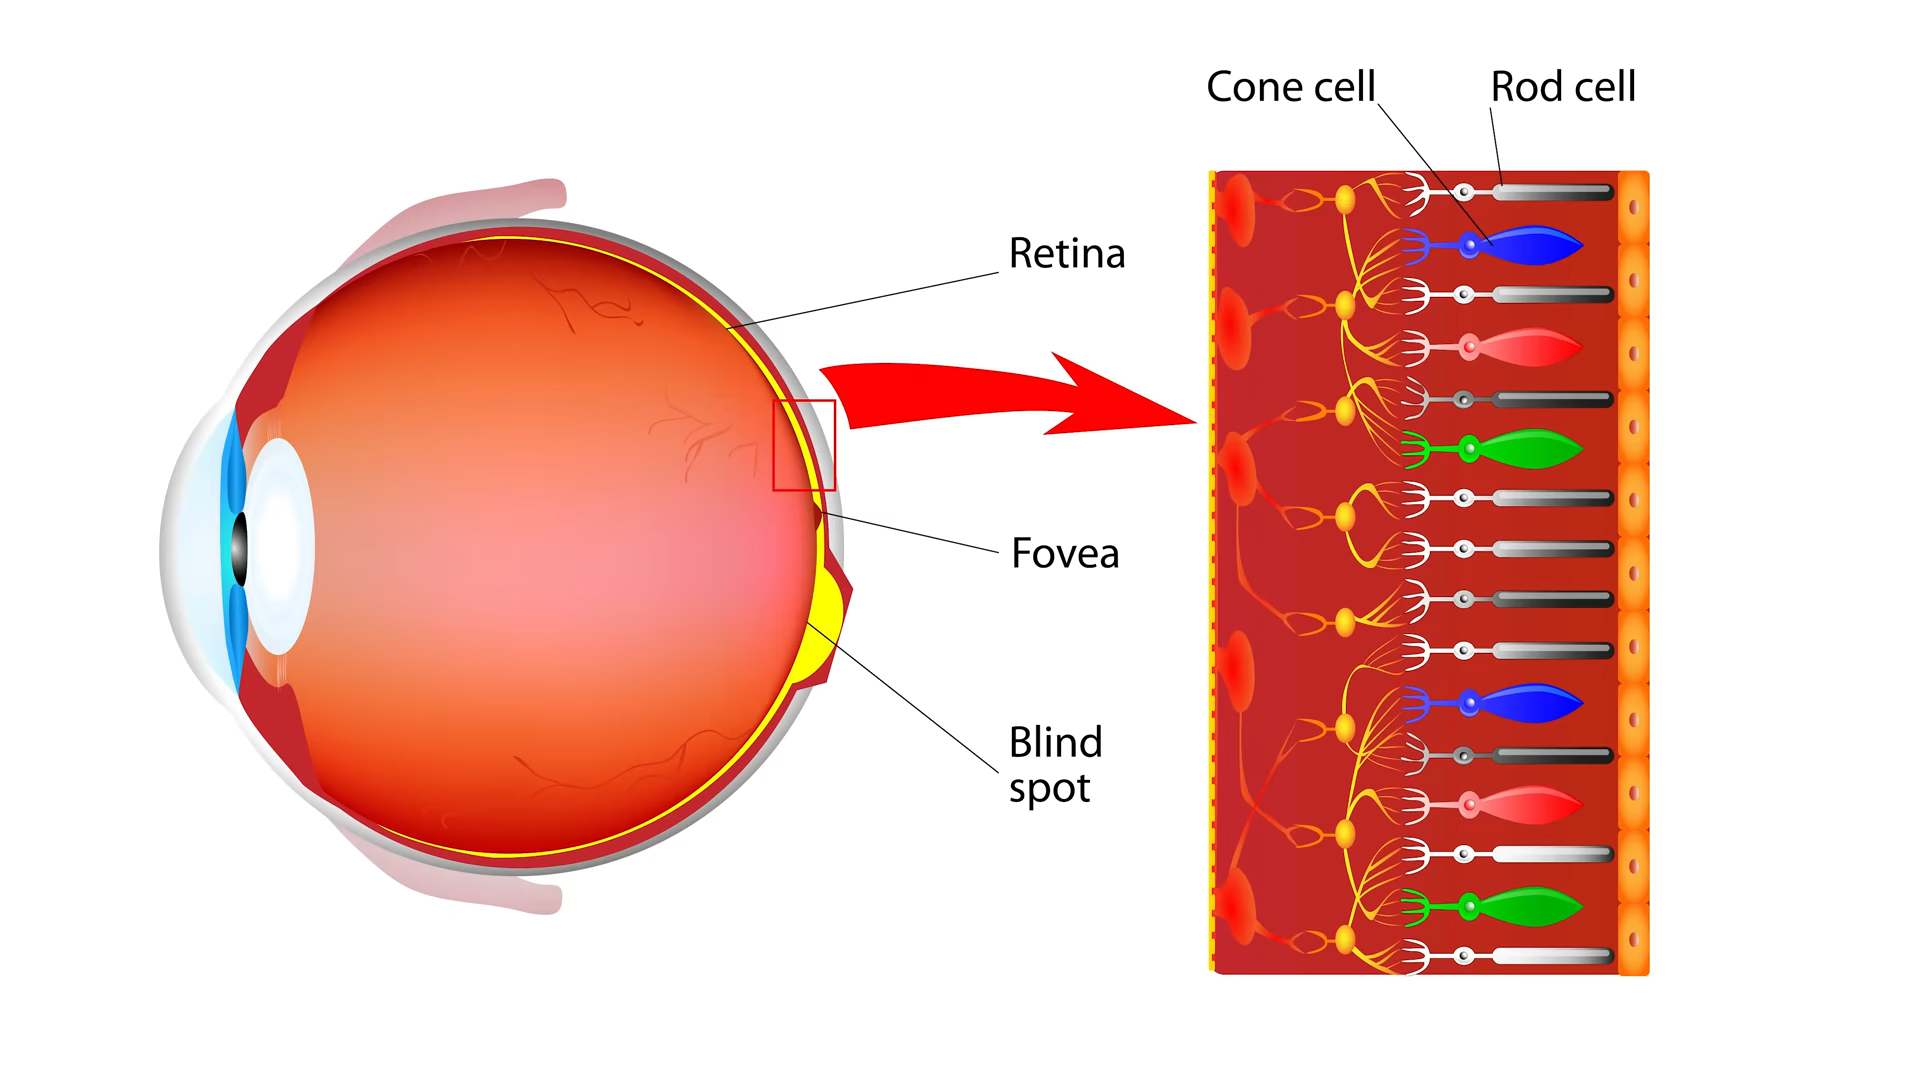 Cone cell
Rod cell
Retina
Fovea
Blind
spot